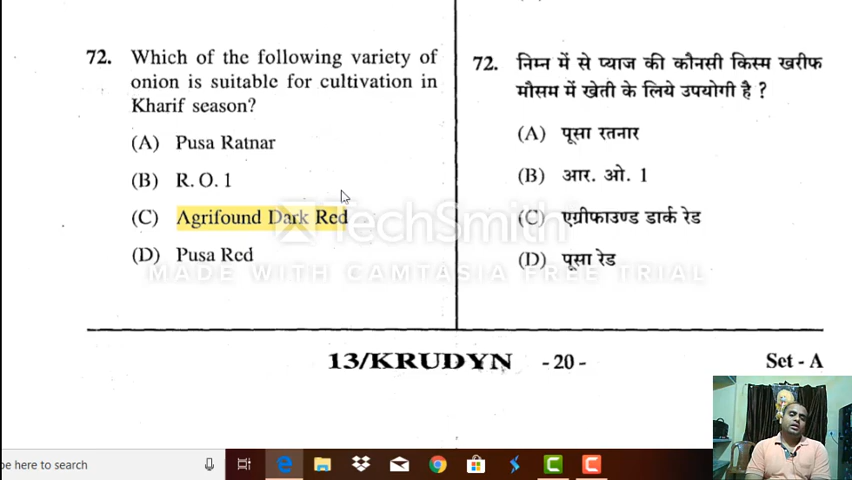 72. Which of the following variety of
onion is suitable for cultivation in
Kharif season?
(A) Pusa Ratnar
(B) R. O. 1
(C) Agrifound Dark Red
(D) Pusa Red
72. निम्न में से प्याज की कौनसी किस्म खरीफ
मौसम में खेती के लिये उपयोगी है ?
(A) पूसा रतनार
(B) आर. ओ. 1
(C) एग्रीफाउण्ड डार्क रेड
(D) पूसा रेड
TechSmith
MADE WITH CAMTASIA FREE TRIAL
13/KRUDYN -20- Set - A
pe here to search